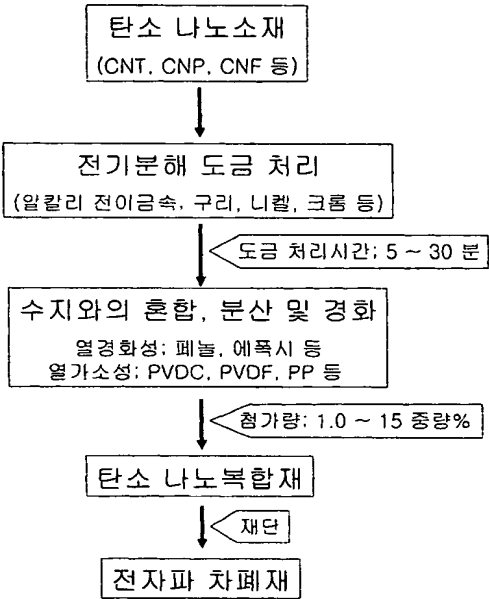 탄소 나노소재
(CNT, CNP, CNF 등)
전기분해 도금 처리
(알칼리 전이금속, 구리, 니켈, 크롬 등)
도금 처리시간; 5 ~ 30 분
수지와의 혼합, 분산 및 경화
열경화성; 페놀, 에폭시 등
열가소성; PVDC, PVDF, PP 등
첨가량; 1.0 ~ 15 중량%
탄소 나노복합재
재단
전자파 차폐재